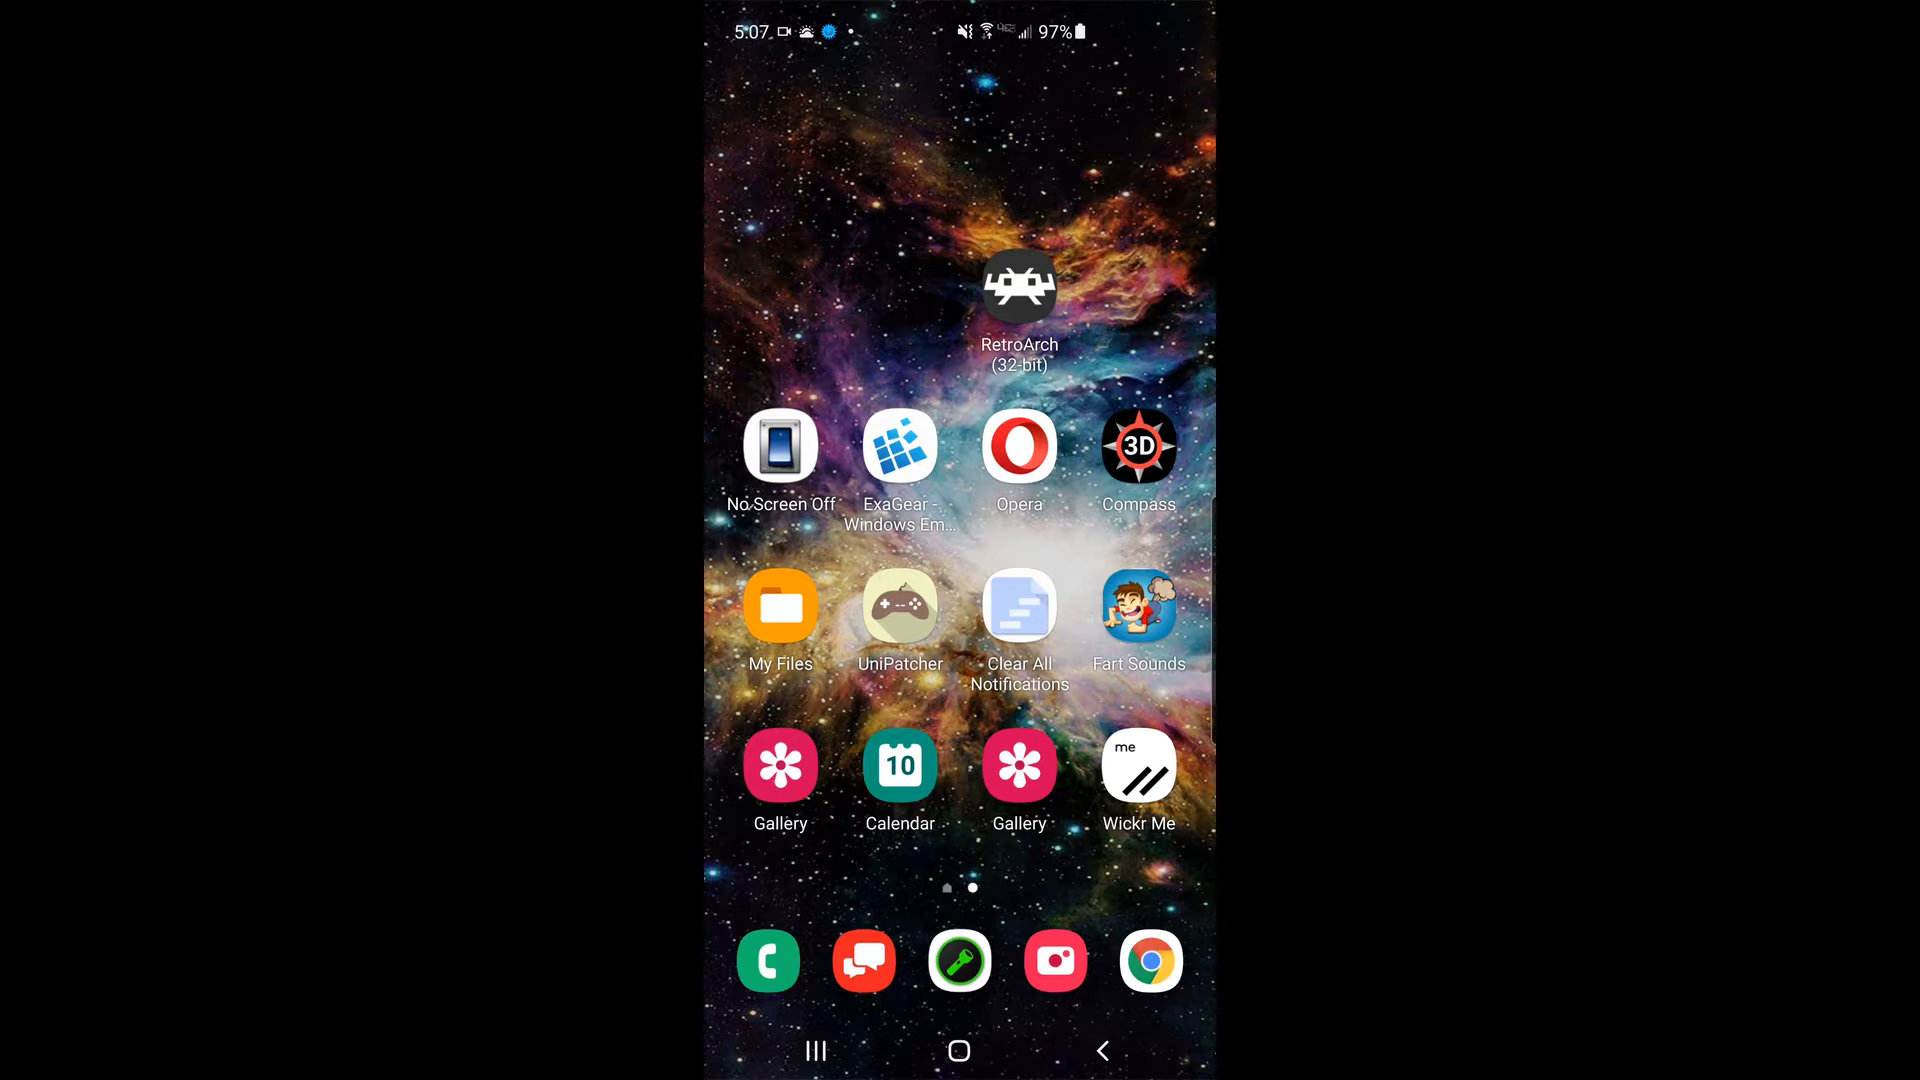 5:07
97%
RetroArch
(32-bit)
No Screen Off
ExaGear -
Windows Em...
Opera
3D
Compass
My Files
UniPatcher
Clear All
Notifications
Fart Sounds
Gallery
10
Calendar
Gallery
me
Wickr Me